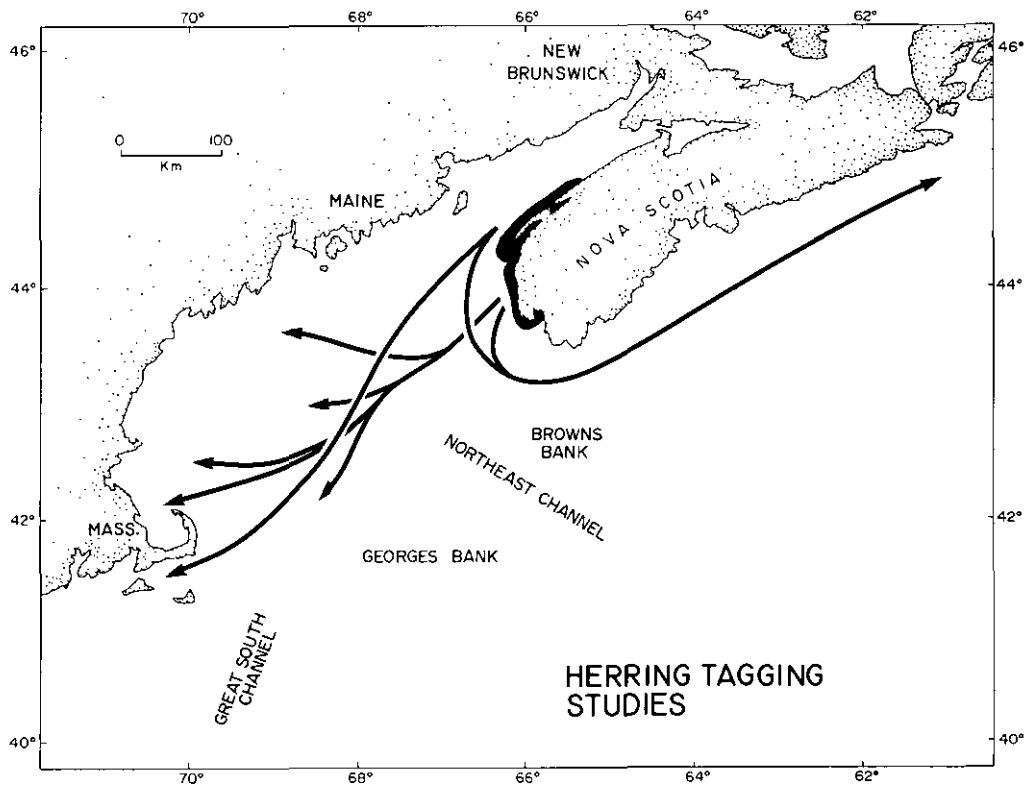 70° 68° 66° 64° 62°
46° 46°
NEW
BRUNSWICK
0 100
Km
MAINE
NOVA SCOTIA
44° 44°
BROWNS
BANK
NORTHEAST CHANNEL
42° 42°
MASS.
GEORGES BANK
GREAT SOUTH
CHANNEL
HERRING TAGGING
STUDIES
40° 40°
70° 68° 66° 64° 62°